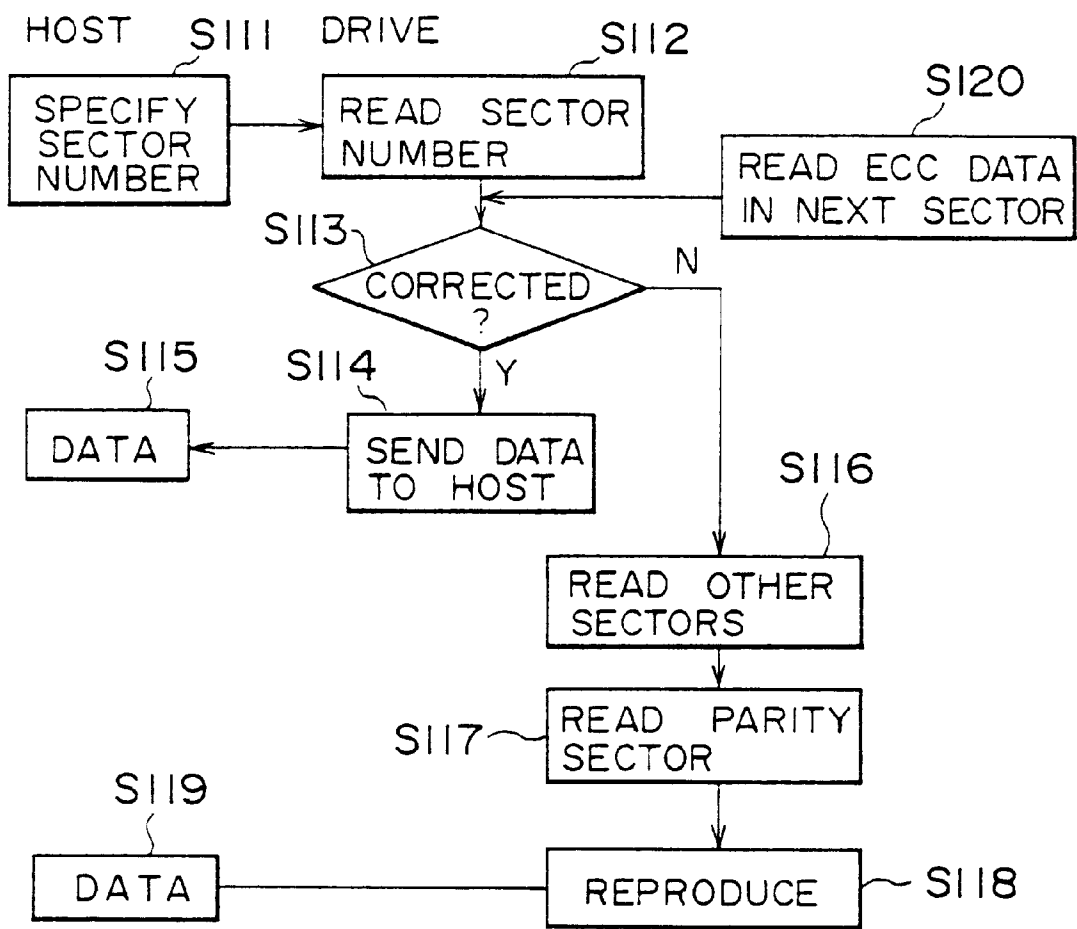 HOST
DRIVE
S111
SPECIFY
SECTOR
NUMBER
S112
READ SECTOR
NUMBER
S120
READ ECC DATA
IN NEXT SECTOR
S113
CORRECTED
?
N
Y
S115
DATA
S114
SEND DATA
TO HOST
S116
READ OTHER
SECTORS
S117
READ PARITY
SECTOR
S119
DATA
REPRODUCE
S118